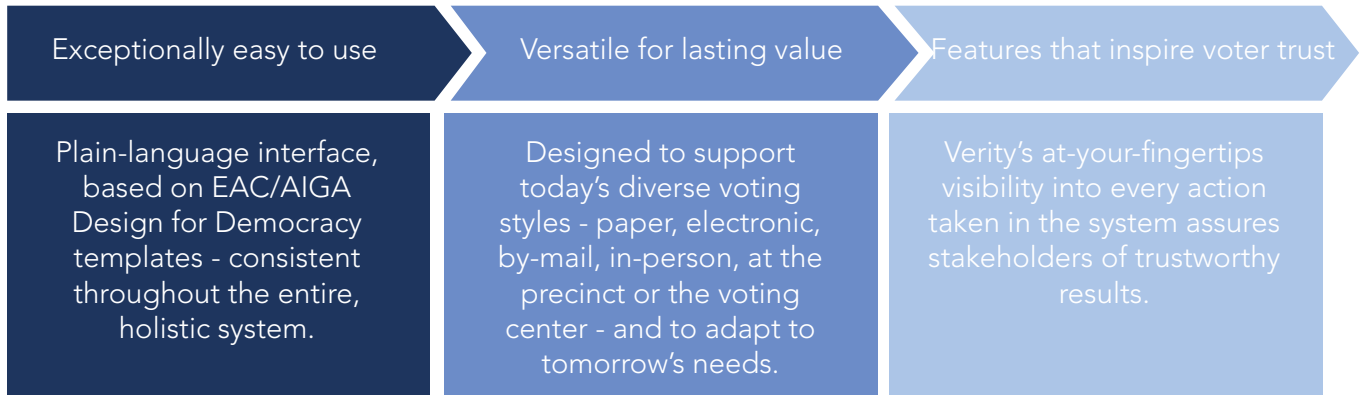 Exceptionally easy to use
Versatile for lasting value
Features that inspire voter trust
Plain-language interface,
based on EAC/AIGA
Design for Democracy
templates - consistent
throughout the entire,
holistic system.
Designed to support
today's diverse voting
styles - paper, electronic,
by-mail, in-person, at the
precinct or the voting
center - and to adapt to
tomorrow's needs.
Verity's at-your-fingertips
visibility into every action
taken in the system assures
stakeholders of trustworthy
results.